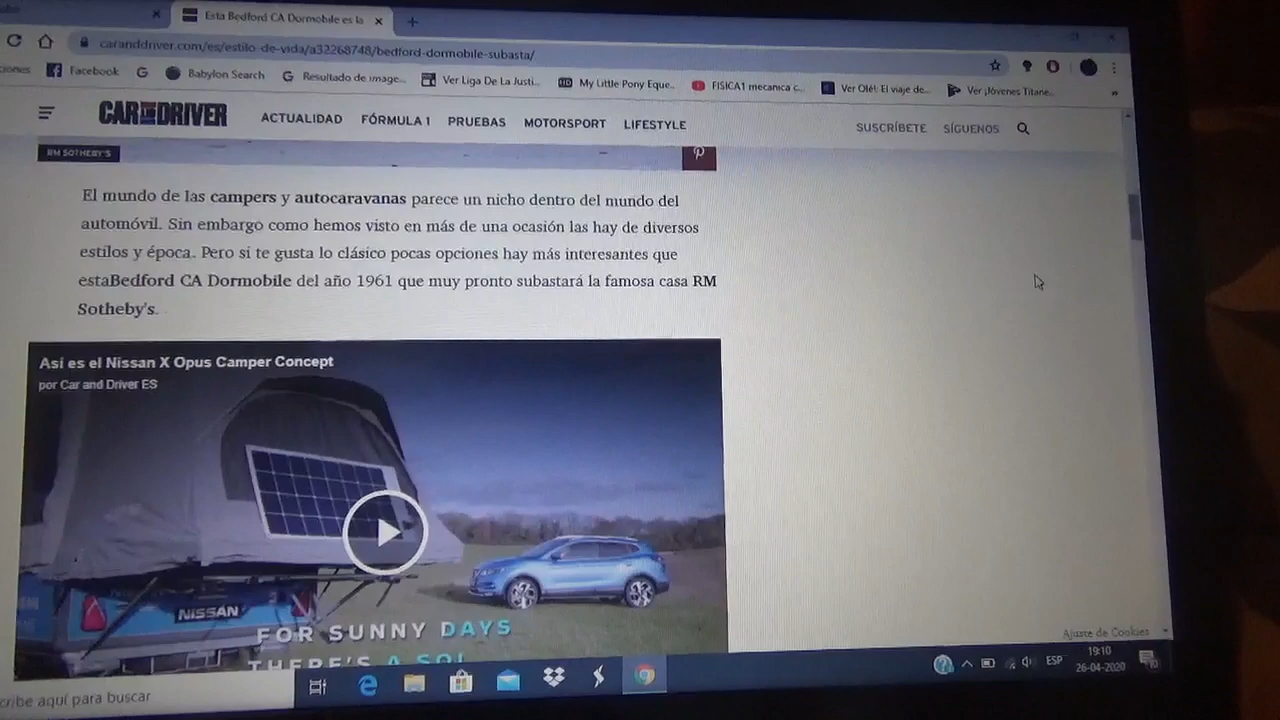 Esta Bedford CA Dormobile es la
caranddriver.com/es/estilo-de-vida/a32268748/bedford-dormobile-subasta/
Facebook
Babylon Search
Resultado de image...
Ver Liga De La Justi...
My Little Pony Eque...
FISICA1 mecanica c...
Ver Olé!: El viaje de...
Ver ¡Jóvenes Titane...
CAR AND DRIVER
ACTUALIDAD FÓRMULA 1 PRUEBAS MOTORSPORT LIFESTYLE
SUSCRÍBETE SÍGUENOS
RM SOTHEBY'S
El mundo de las campers y autocaravanas parece un nicho dentro del mundo del
automóvil. Sin embargo como hemos visto en más de una ocasión las hay de diversos
estilos y época. Pero si te gusta lo clásico pocas opciones hay más interesantes que
estaBedford CA Dormobile del año 1961 que muy pronto subastará la famosa casa RM
Sotheby's.
Así es el Nissan X Opus Camper Concept
por Car and Driver ES
NISSAN
FOR SUNNY DAYS
THERE'S A SOL
Ajuste de Cookies
cribe aquí para buscar
ESP
19:10
26-04-2020